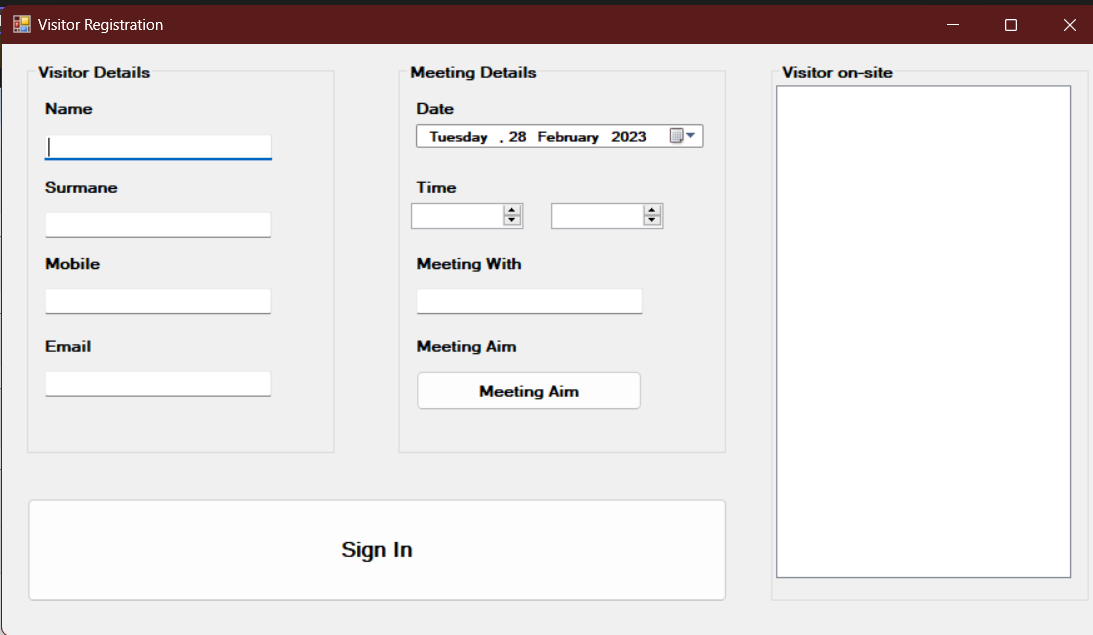 Visitor Registration
Visitor Details
Name
Surmane
Mobile
Email
Meeting Details
Date
Tuesday , 28 February 2023
Time
Meeting With
Meeting Aim
Meeting Aim
Sign In
Visitor on-site